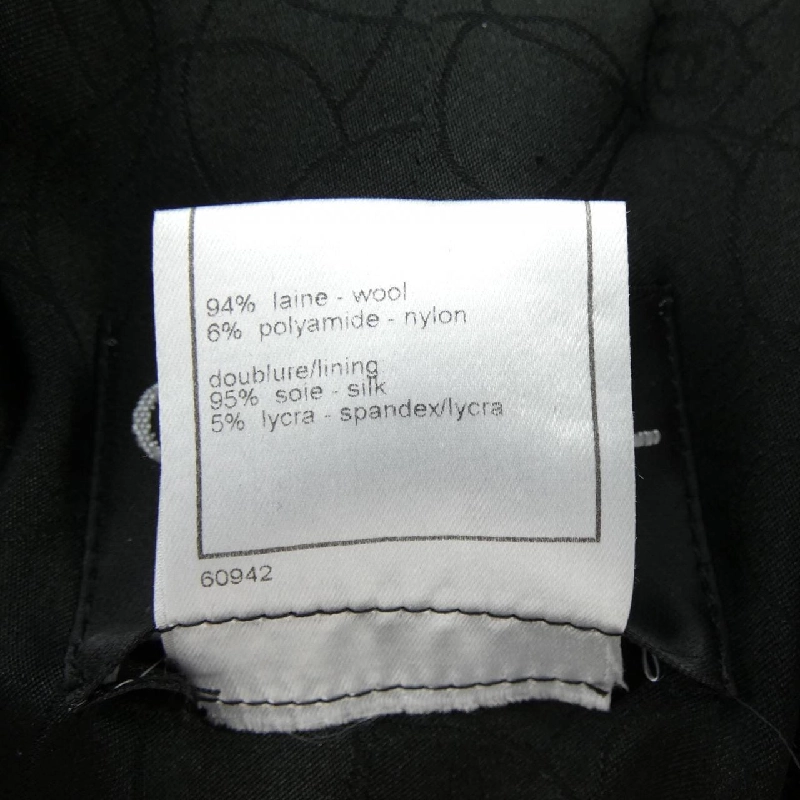 94% laine - wool
6% polyamide - nylon
doublure/lining
95% soie - silk
5% lycra - spandex/lycra
60942